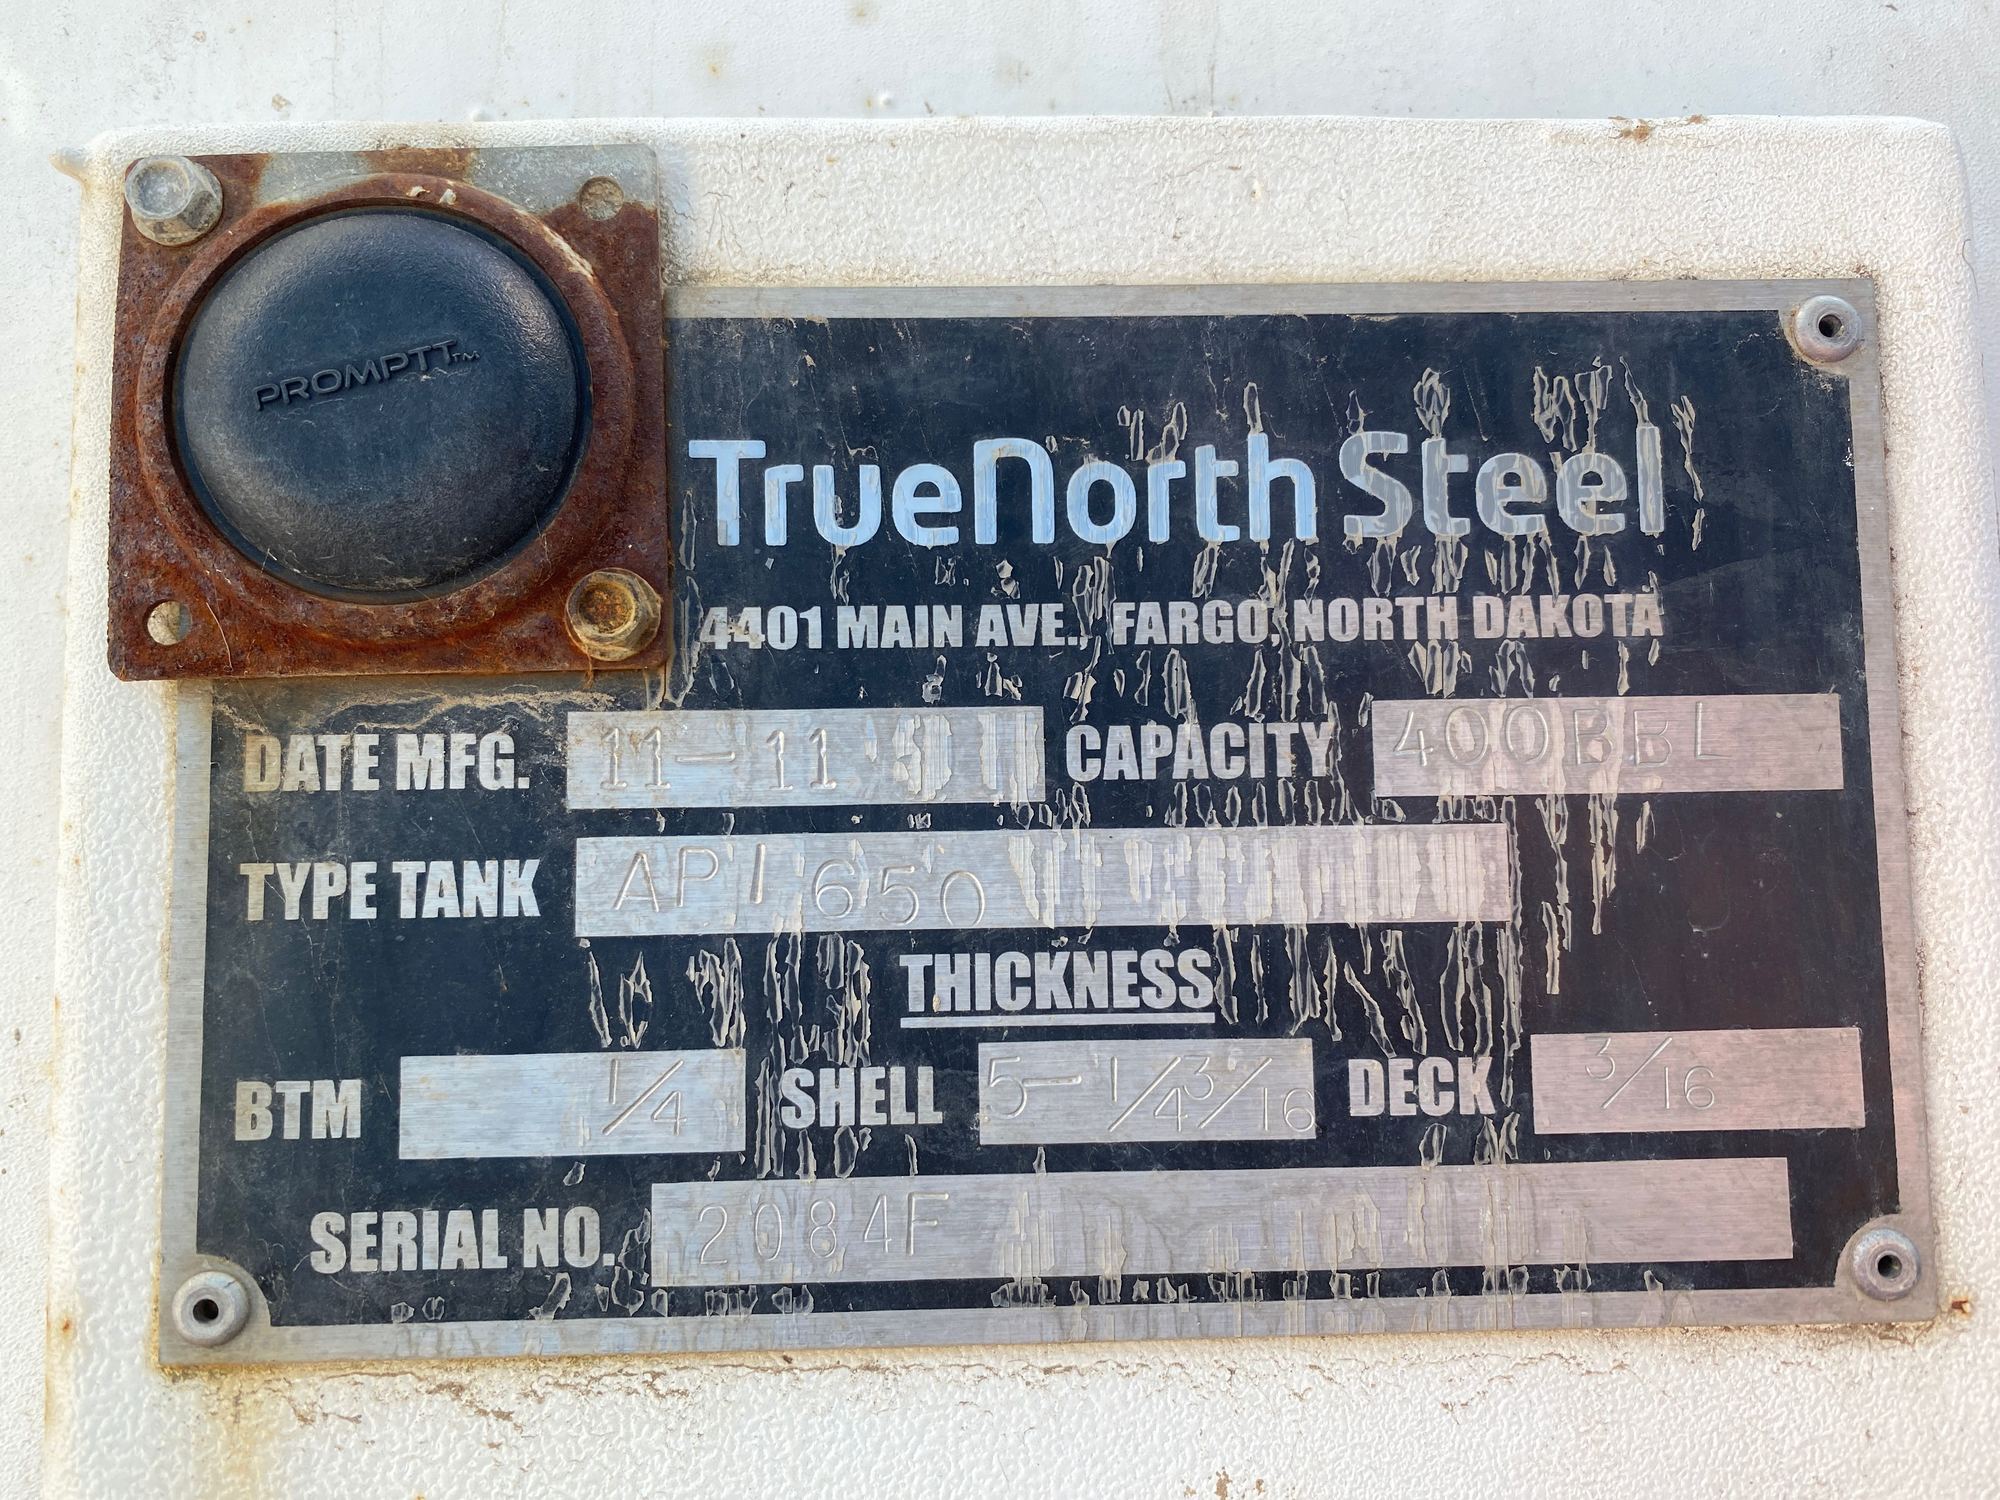 PROMPTT™
TrueNorth Steel
4401 MAIN AVE., FARGO, NORTH DAKOTA
DATE MFG. 11-11 CAPACITY 400BBL
TYPE TANK API 650
THICKNESS
BTM 1/4 SHELL 5-1/4 3/16 DECK 3/16
SERIAL NO. 2084F